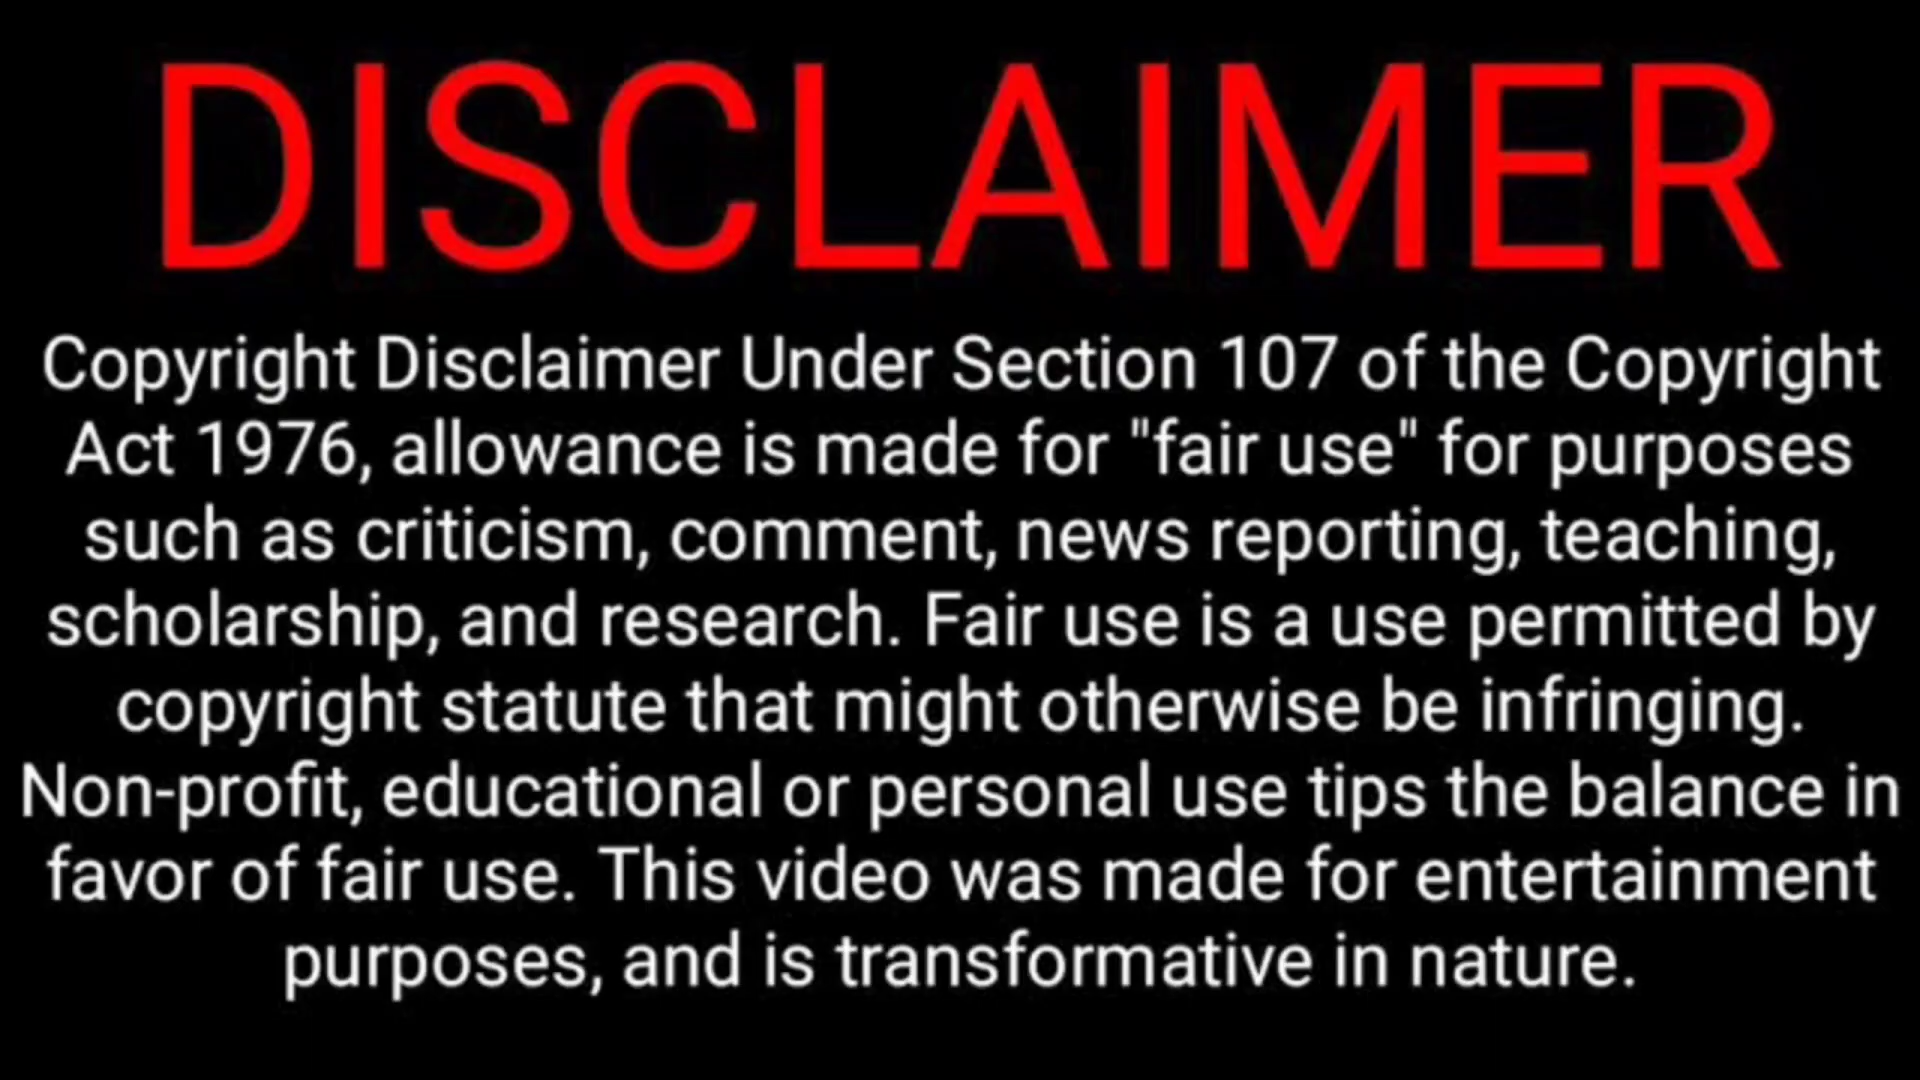 DISCLAIMER
Copyright Disclaimer Under Section 107 of the Copyright
Act 1976, allowance is made for "fair use" for purposes
such as criticism, comment, news reporting, teaching,
scholarship, and research. Fair use is a use permitted by
copyright statute that might otherwise be infringing.
Non-profit, educational or personal use tips the balance in
favor of fair use. This video was made for entertainment
purposes, and is transformative in nature.